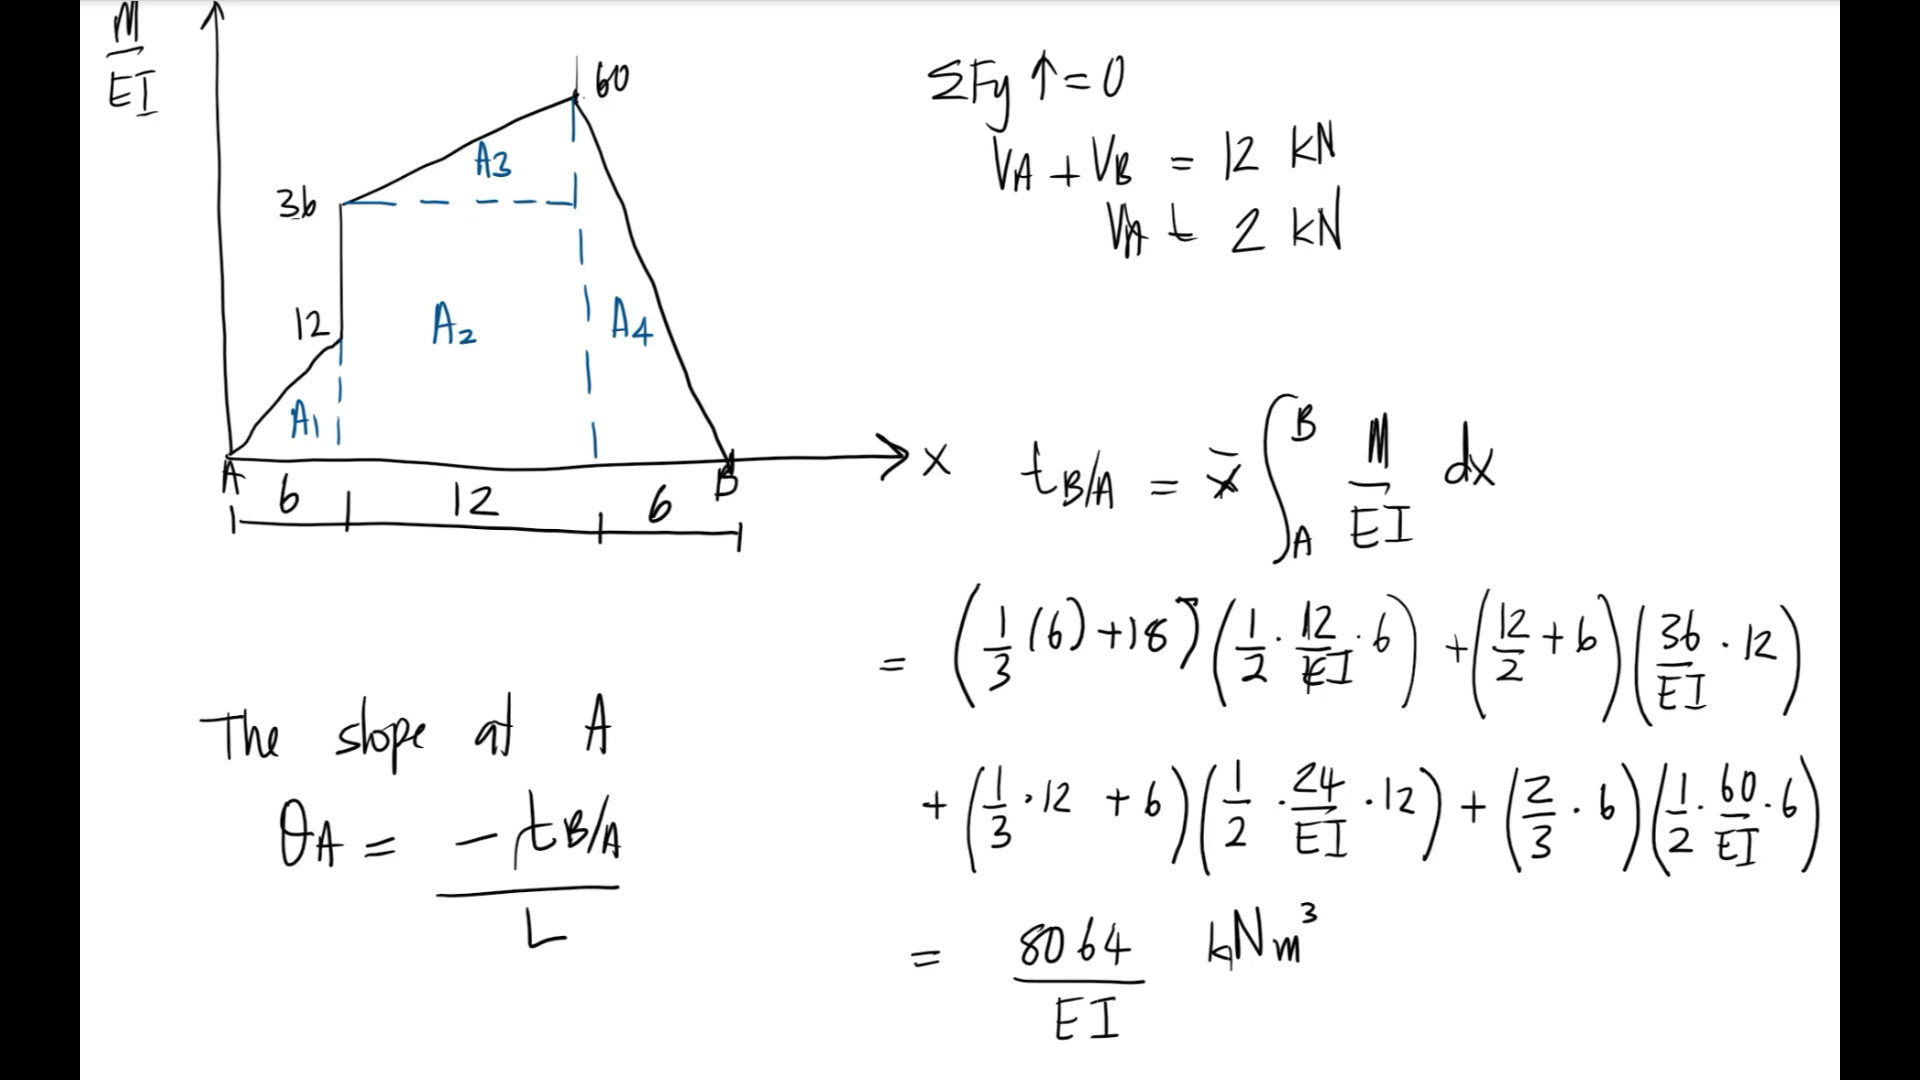 M/EI
60
36
12
A1
A2
A3
A4
A
B
x
6
12
6
ΣFy ↑ = 0
VA + VB = 12 kN
VA = 2 kN
tB/A = x̄ ∫_A^B M/EI dx
= (1/3 (6) + 18)(1/2 · 12/EI · 6) + (12/2 + 6)(36/EI · 12)
+ (1/3 · 12 + 6)(1/2 · 24/EI · 12) + (2/3 · 6)(1/2 · 60/EI · 6)
= 8064/EI kNm³
The slope at A
θA = -tB/A / L